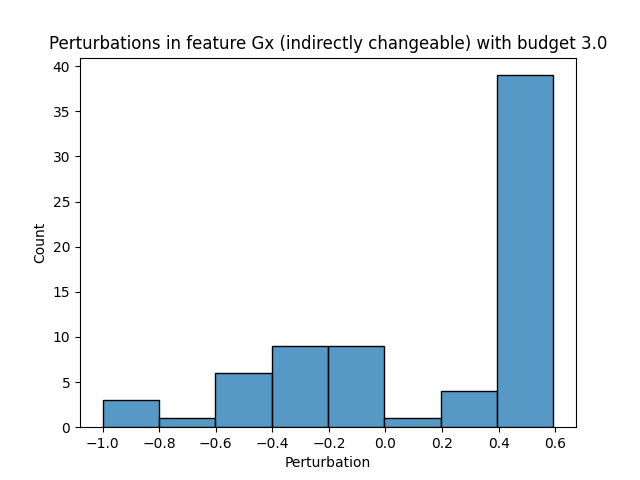 Perturbations in feature Gx (indirectly changeable) with budget 3.0
40
35
30
25
20
15
10
5
0
Count
−1.0 −0.8 −0.6 −0.4 −0.2 0.0 0.2 0.4 0.6
Perturbation